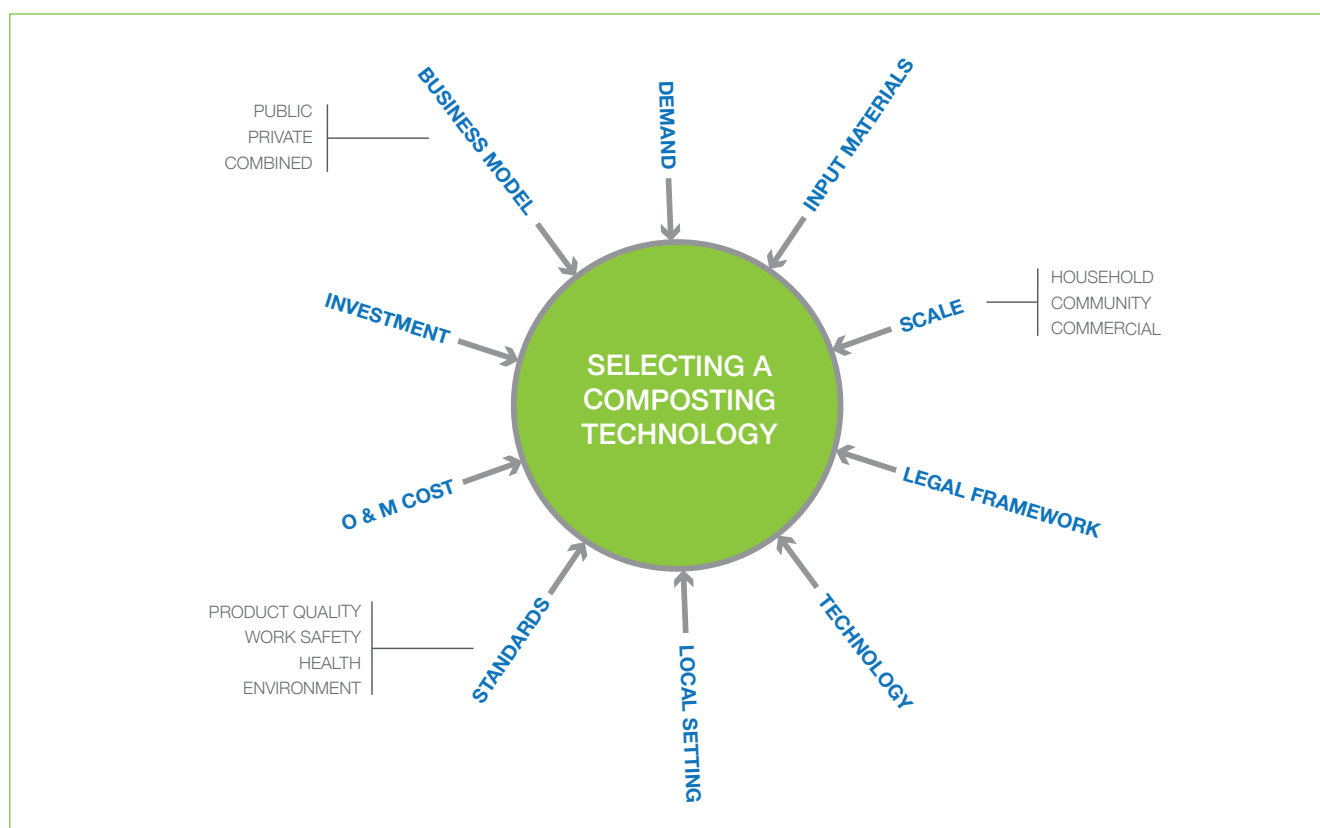 BUSINESS MODEL
PUBLIC
PRIVATE
COMBINED
DEMAND
INPUT MATERIALS
SCALE
HOUSEHOLD
COMMUNITY
COMMERCIAL
INVESTMENT
SELECTING A
COMPOSTING
TECHNOLOGY
LEGAL FRAMEWORK
O & M COST
STANDARDS
PRODUCT QUALITY
WORK SAFETY
HEALTH
ENVIRONMENT
LOCAL SETTING
TECHNOLOGY